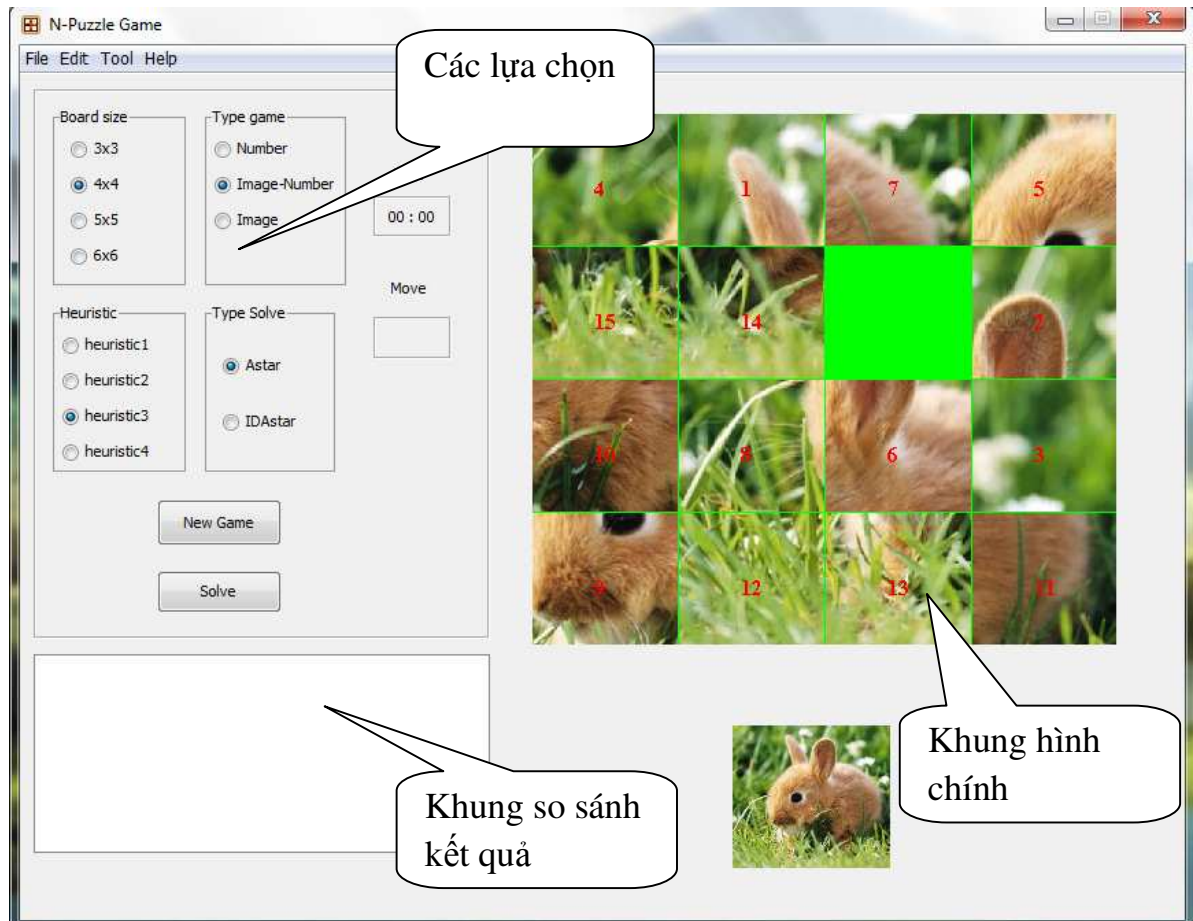 N-Puzzle Game
File Edit Tool Help
Các lựa chọn
Board size
3x3
4x4
5x5
6x6
Type game
Number
Image-Number
Image
00 : 00
Move
Heuristic
heuristic1
heuristic2
heuristic3
heuristic4
Type Solve
Astar
IDAstar
New Game
Solve
4 1 7 5
15 14 2
10 8 6 3
9 12 13 11
Khung hình
chính
Khung so sánh
kết quả